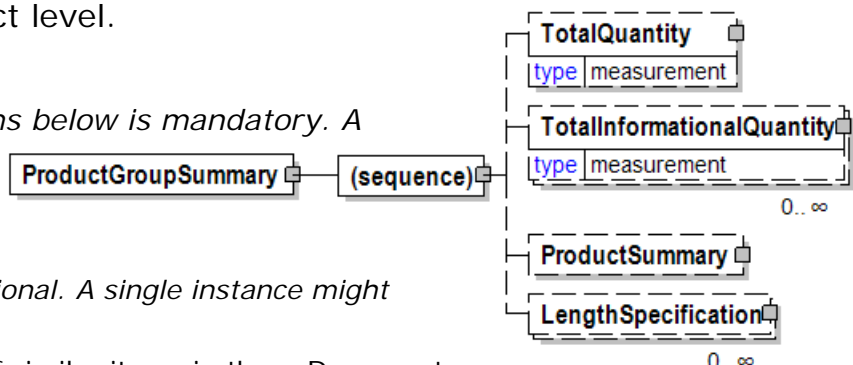 ct level.
ns below is mandatory. A
ional. A single instance might
ProductGroupSummary
(sequence)
TotalQuantity
type measurement
TotalInformationalQuantity
type measurement
0.. ∞
ProductSummary
LengthSpecification
0.. ∞